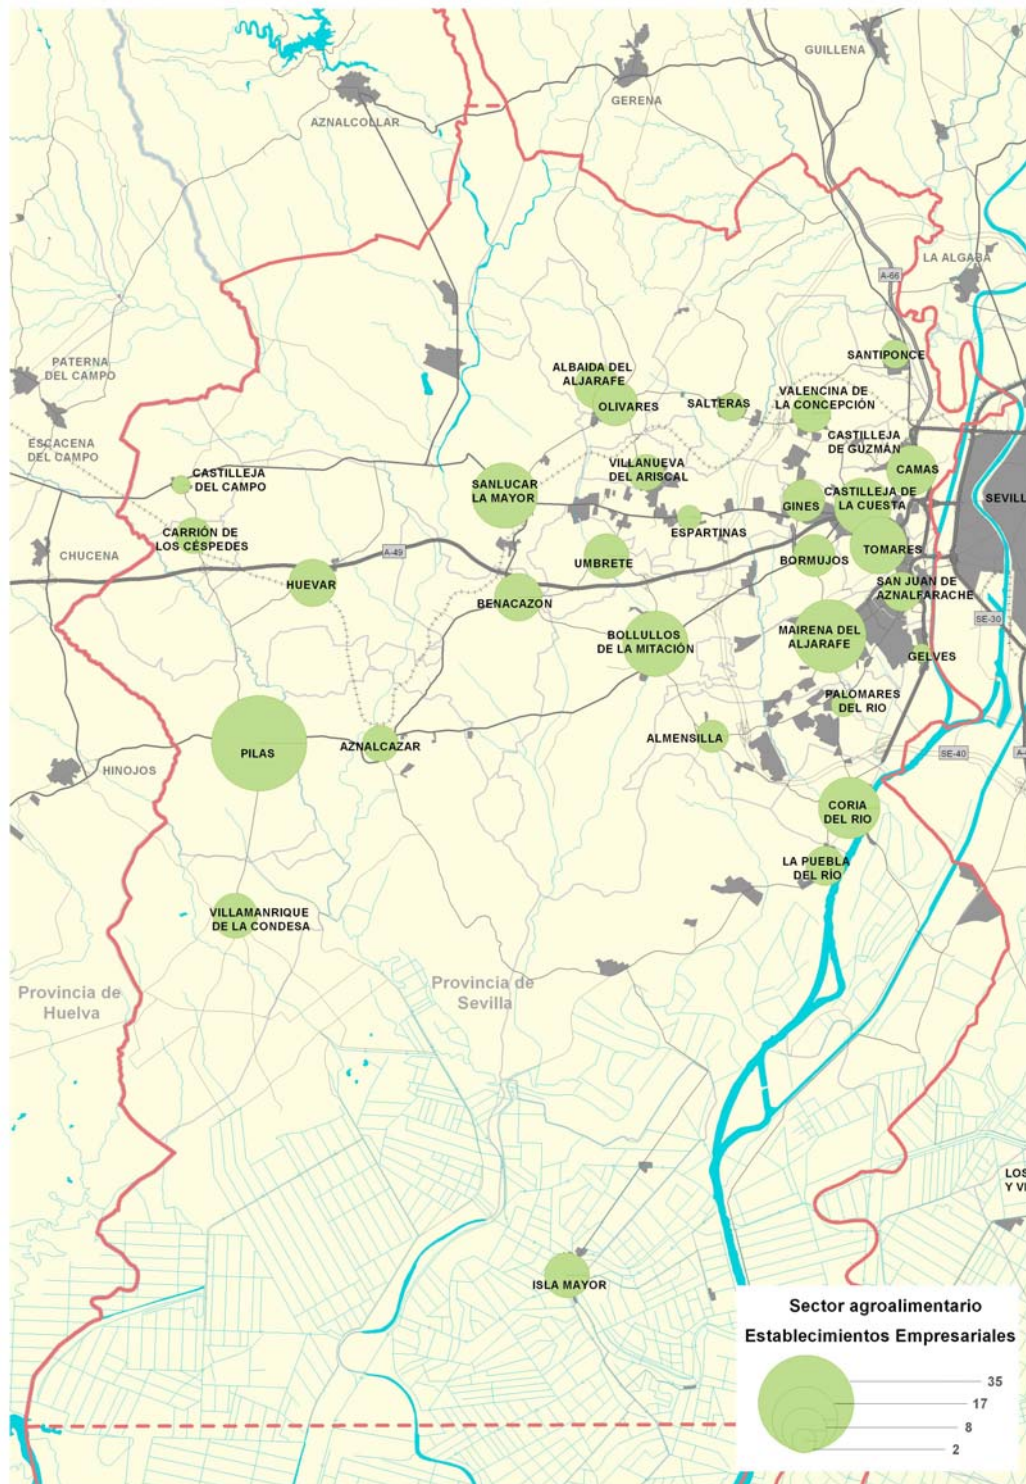 GUILLENA
GERENA
AZNALCOLLAR
LA ALGABA
A-66
SANTIPONCE
PATERNA
DEL CAMPO
ALBAIDA DEL
ALJARAFE
OLIVARES
SALTERAS
VALENCINA DE
LA CONCEPCIÓN
ESCACENA
DEL CAMPO
CASTILLEJA
DE GUZMÁN
CAMAS
CASTILLEJA
DEL CAMPO
SANLUCAR
LA MAYOR
VILLANUEVA
DEL ARISCAL
GINES
CASTILLEJA DE
LA CUESTA
SEVILL
CARRIÓN DE
LOS CÉSPEDES
ESPARTINAS
CHUCENA
A-49
TOMARES
HUEVAR
UMBRETE
BORMUJOS
BENACAZON
SAN JUAN DE
AZNALFARACHE
SE-30
BOLLULLOS
DE LA MITACIÓN
MAIRENA DEL
ALJARAFE
GELVES
PALOMARES
DEL RIO
PILAS
AZNALCAZAR
ALMENSILLA
SE-40
A-
HINOJOS
CORIA
DEL RIO
LA PUEBLA
DEL RÍO
VILLAMANRIQUE
DE LA CONDESA
Provincia de
Huelva
Provincia de
Sevilla
LOS
Y VI
ISLA MAYOR
Sector agroalimentario
Establecimientos Empresariales
35
17
8
2